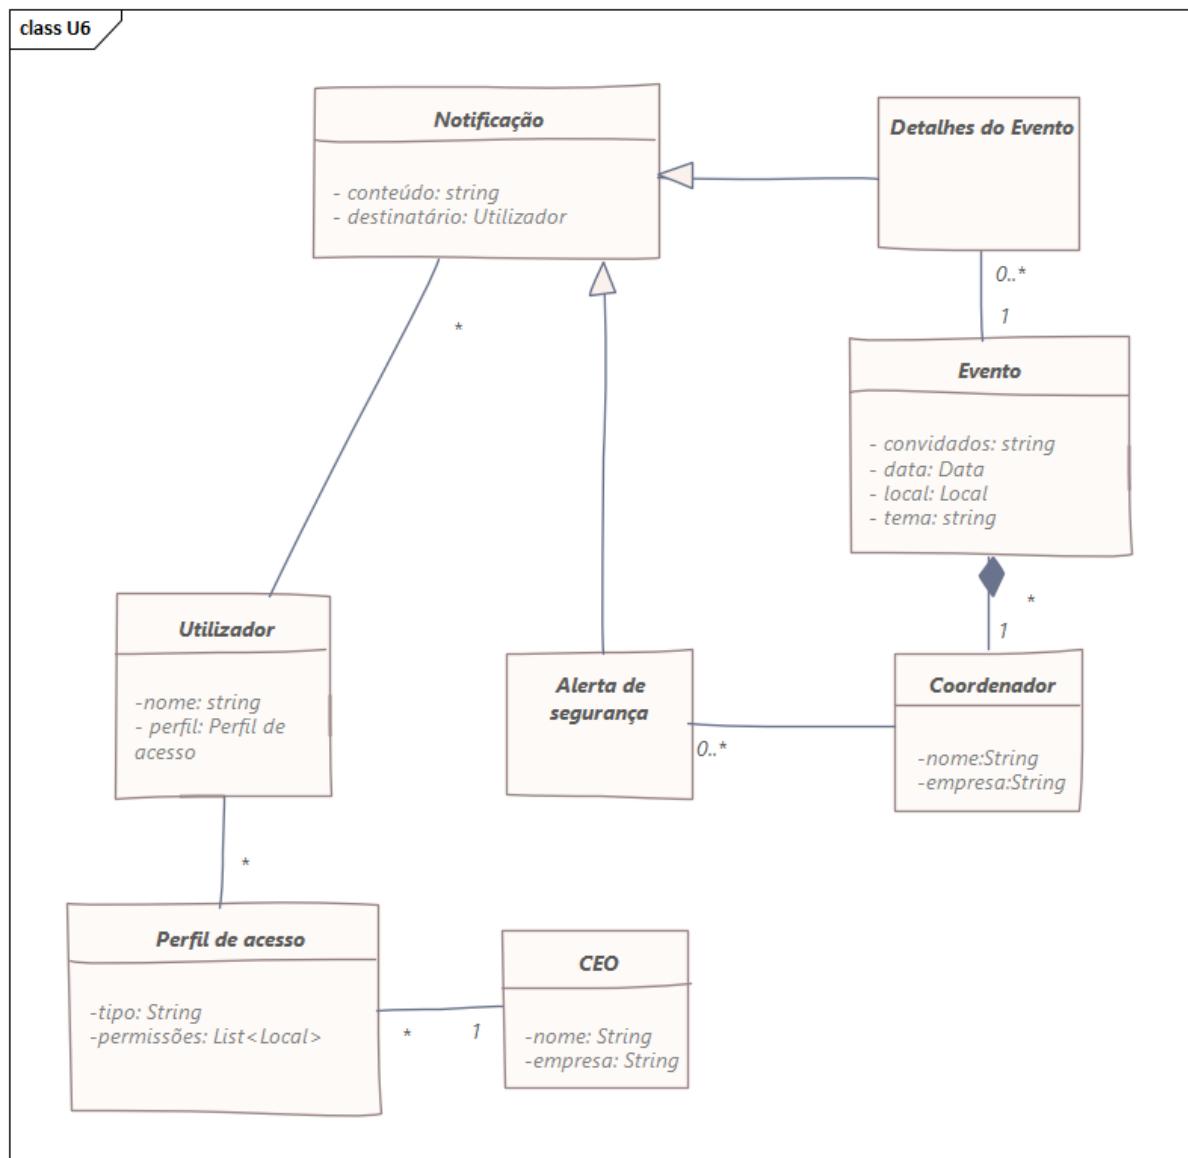 class U6
Notificação
- conteúdo: string
- destinatário: Utilizador
Detalhes do Evento
0..*
1
*
Evento
- convidados: string
- data: Data
- local: Local
- tema: string
*
1
Utilizador
-nome: string
- perfil: Perfil de
acesso
Alerta de
segurança
0..*
Coordenador
-nome:String
-empresa:String
*
Perfil de acesso
-tipo: String
-permissões: List<Local>
*
1
CEO
-nome: String
-empresa: String